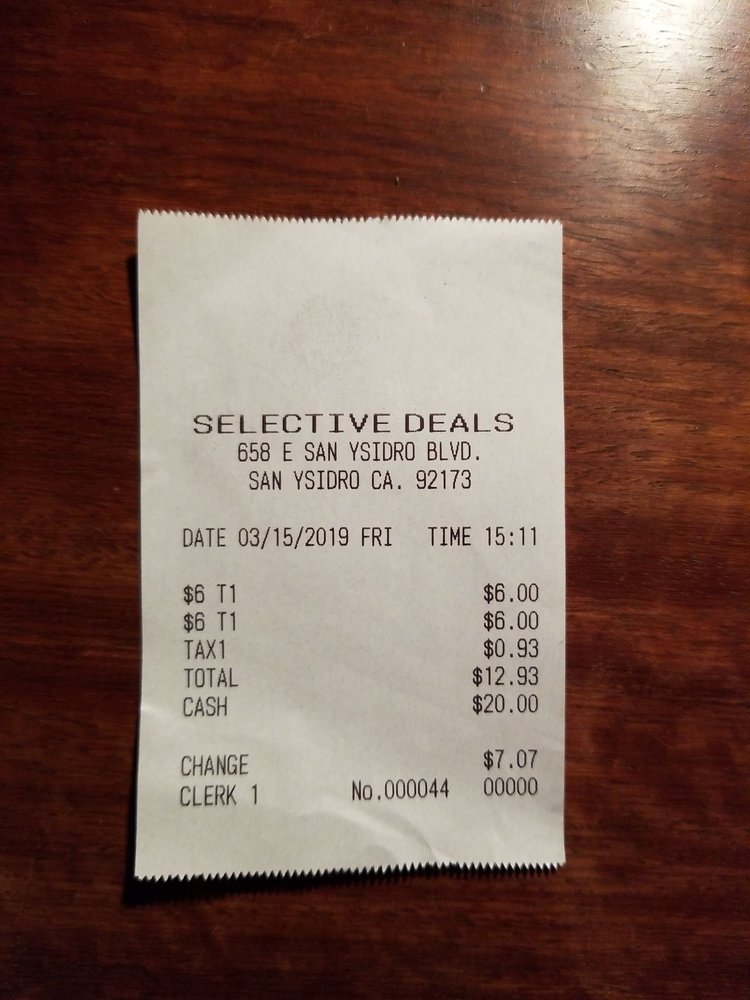 SELECTIVE DEALS
658 E SAN YSIDRO BLVD.
SAN YSIDRO CA. 92173
DATE 03/15/2019 FRI TIME 15:11
$6 T1 $6.00
$6 T1 $6.00
TAX1 $0.93
TOTAL $12.93
CASH $20.00
CHANGE $7.07
CLERK 1 No.000044 00000